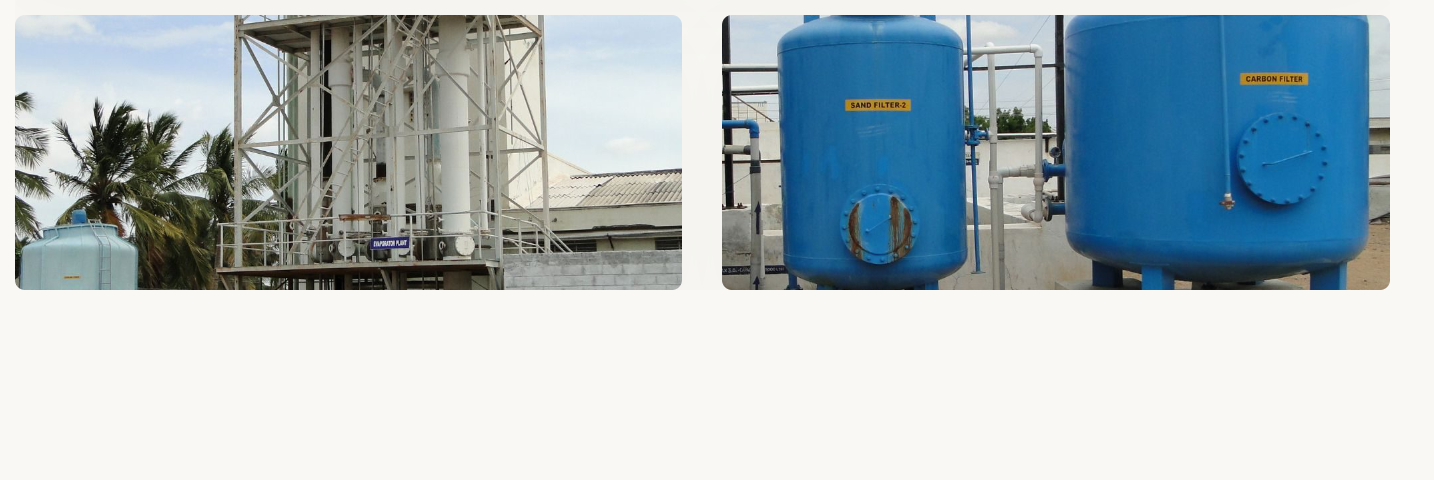 EVAPORATOR PLANT
SAND FILTER-2
CARBON FILTER